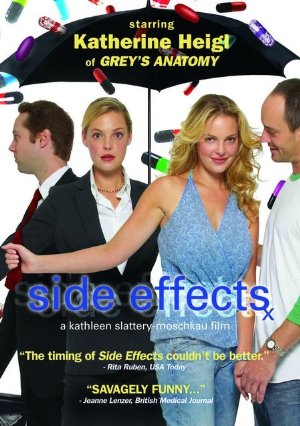 starring
Katherine Heigl
of GREY'S ANATOMY
side effects
x
a kathleen slattery-moschkau film
“The timing of Side Effects couldn't be better.”
- Rita Ruben, USA Today
“SAVAGELY FUNNY...”
- Jeanne Lenzer, British Medical Journal